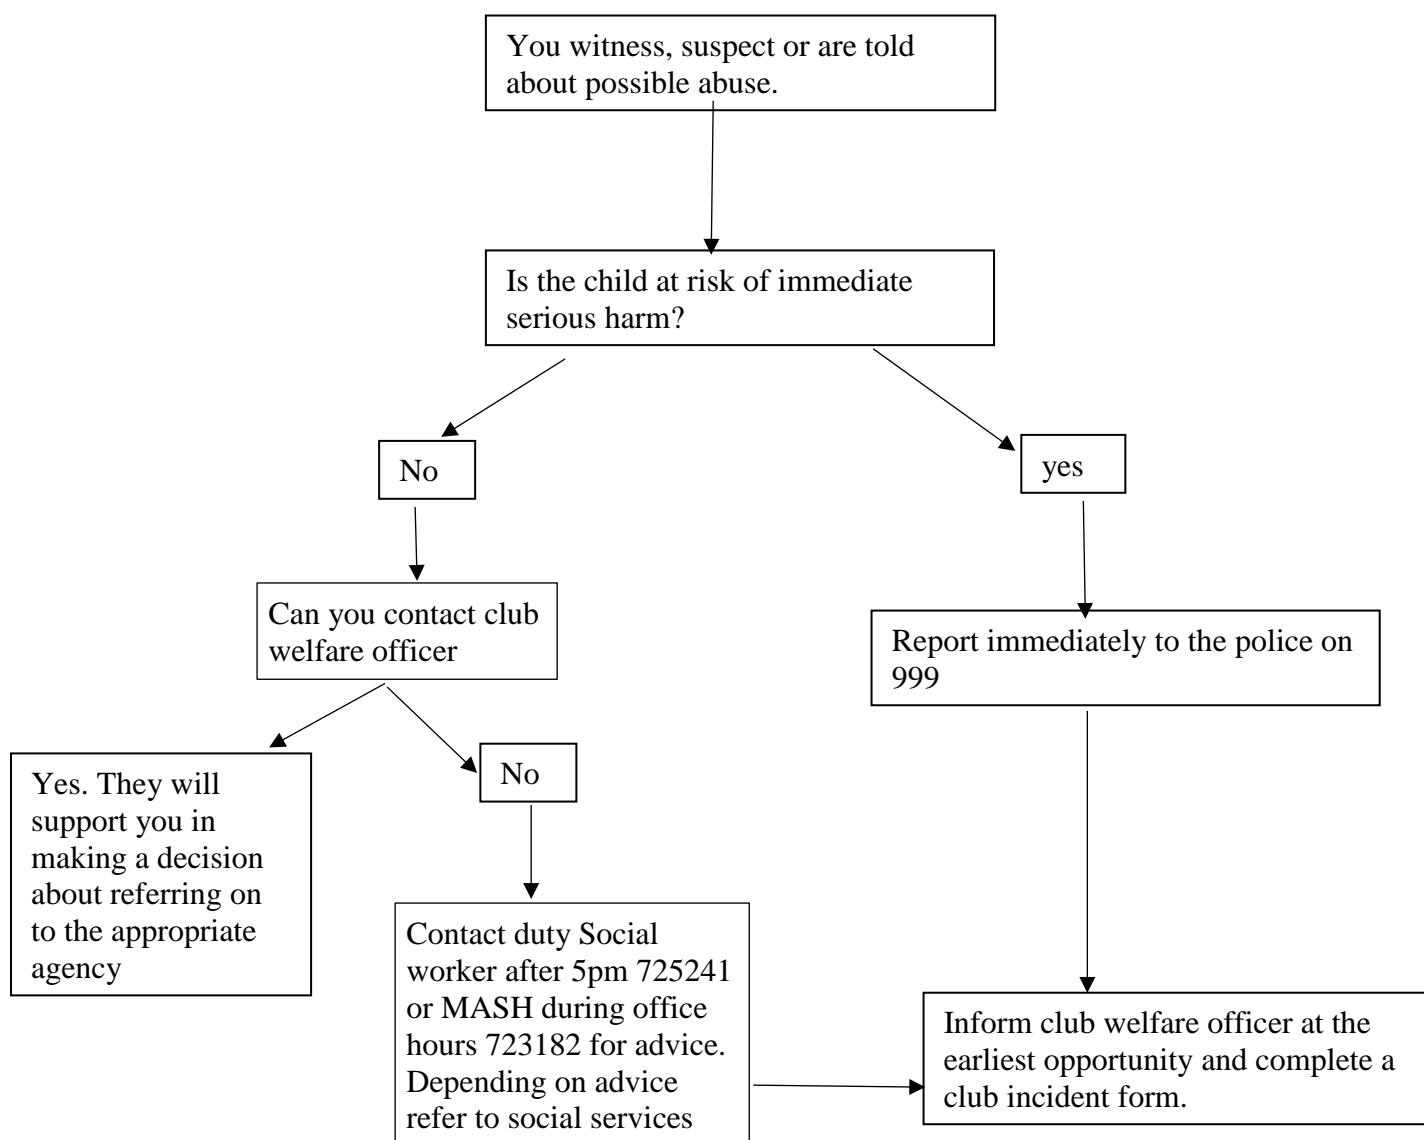 You witness, suspect or are told
about possible abuse.
Is the child at risk of immediate
serious harm?
No
yes
Can you contact club
welfare officer
Report immediately to the police on
999
Yes. They will
support you in
making a decision
about referring on
to the appropriate
agency
No
Contact duty Social
worker after 5pm 725241
or MASH during office
hours 723182 for advice.
Depending on advice
refer to social services
Inform club welfare officer at the
earliest opportunity and complete a
club incident form.